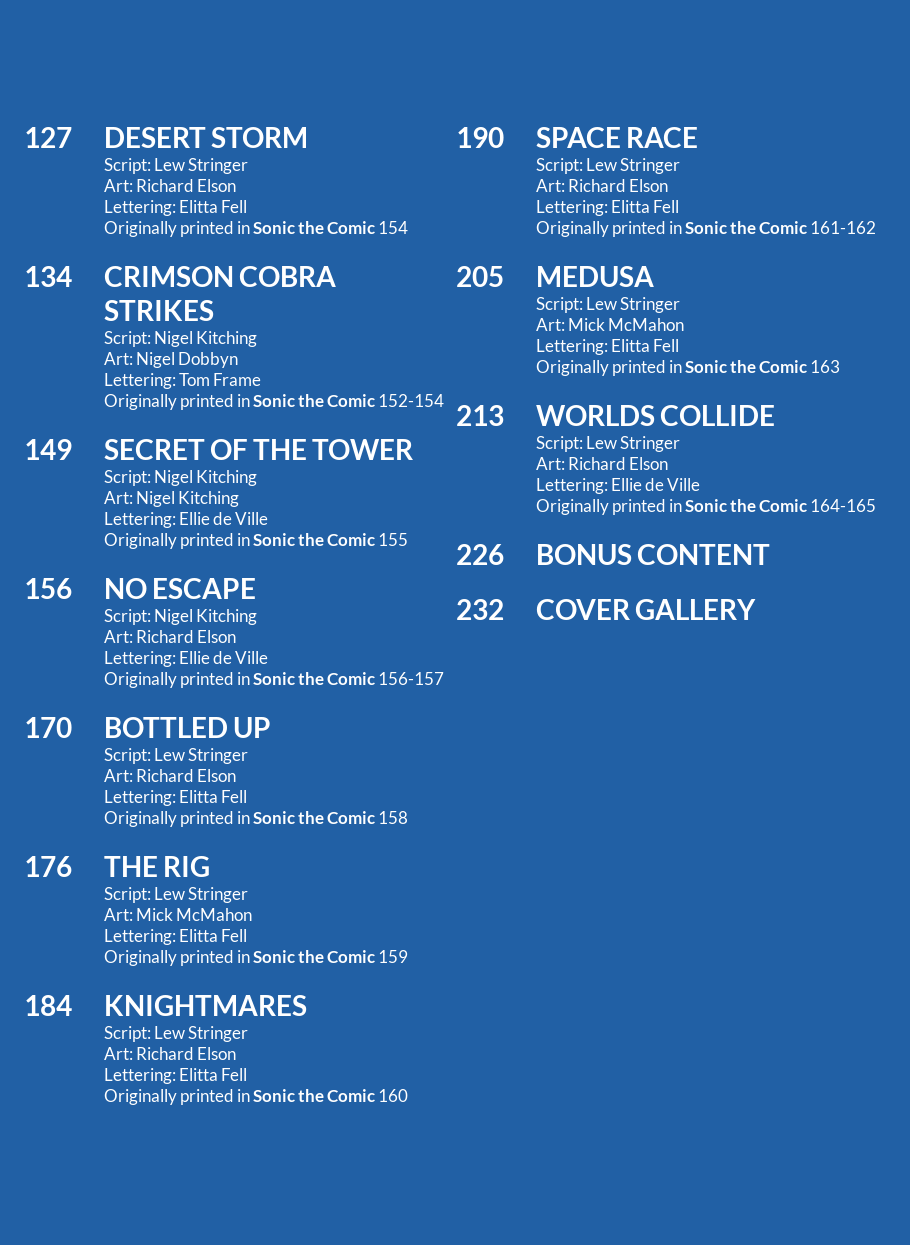 127 DESERT STORM
Script: Lew Stringer
Art: Richard Elson
Lettering: Elitta Fell
Originally printed in Sonic the Comic 154
134 CRIMSON COBRA
STRIKES
Script: Nigel Kitching
Art: Nigel Dobbyn
Lettering: Tom Frame
Originally printed in Sonic the Comic 152-154
149 SECRET OF THE TOWER
Script: Nigel Kitching
Art: Nigel Kitching
Lettering: Ellie de Ville
Originally printed in Sonic the Comic 155
156 NO ESCAPE
Script: Nigel Kitching
Art: Richard Elson
Lettering: Ellie de Ville
Originally printed in Sonic the Comic 156-157
170 BOTTLED UP
Script: Lew Stringer
Art: Richard Elson
Lettering: Elitta Fell
Originally printed in Sonic the Comic 158
176 THE RIG
Script: Lew Stringer
Art: Mick McMahon
Lettering: Elitta Fell
Originally printed in Sonic the Comic 159
184 KNIGHTMARES
Script: Lew Stringer
Art: Richard Elson
Lettering: Elitta Fell
Originally printed in Sonic the Comic 160
190 SPACE RACE
Script: Lew Stringer
Art: Richard Elson
Lettering: Elitta Fell
Originally printed in Sonic the Comic 161-162
205 MEDUSA
Script: Lew Stringer
Art: Mick McMahon
Lettering: Elitta Fell
Originally printed in Sonic the Comic 163
213 WORLDS COLLIDE
Script: Lew Stringer
Art: Richard Elson
Lettering: Ellie de Ville
Originally printed in Sonic the Comic 164-165
226 BONUS CONTENT
232 COVER GALLERY